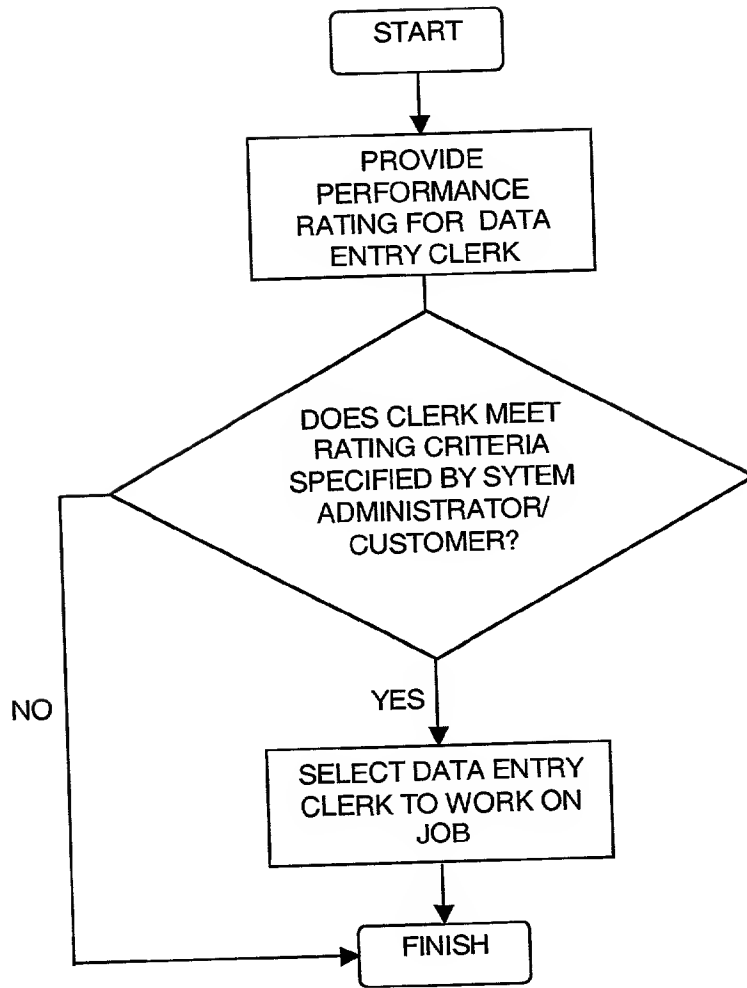 START
PROVIDE
PERFORMANCE
RATING FOR DATA
ENTRY CLERK
DOES CLERK MEET
RATING CRITERIA
SPECIFIED BY SYTEM
ADMINISTRATOR/
CUSTOMER?
NO
YES
SELECT DATA ENTRY
CLERK TO WORK ON
JOB
FINISH